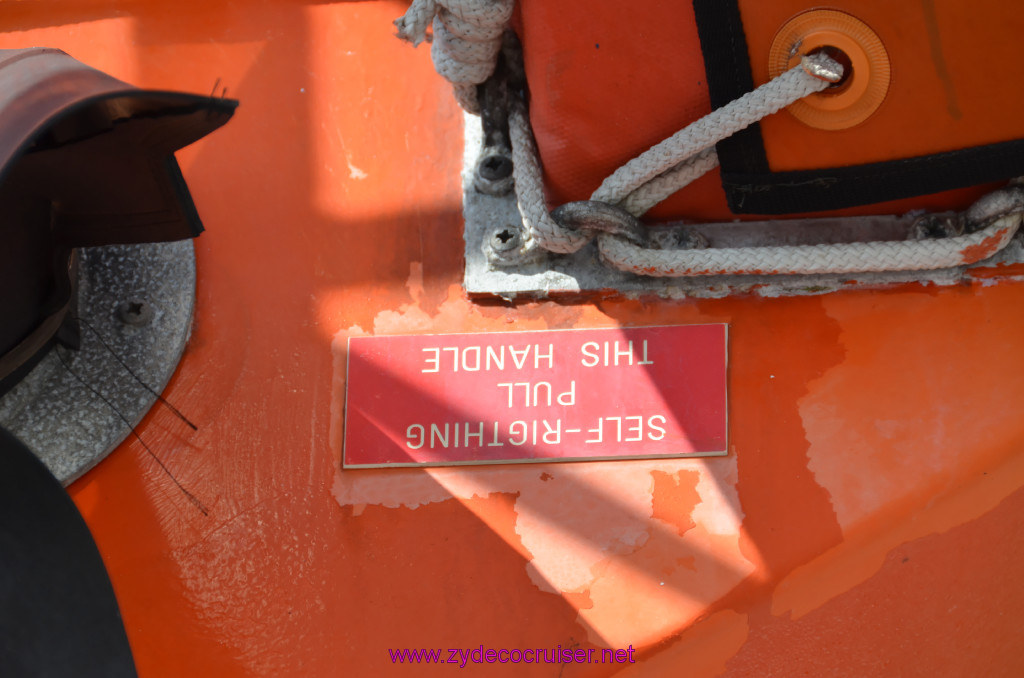 SELF-RIGTHING
PULL
THIS HANDLE
www.zydecocruiser.net